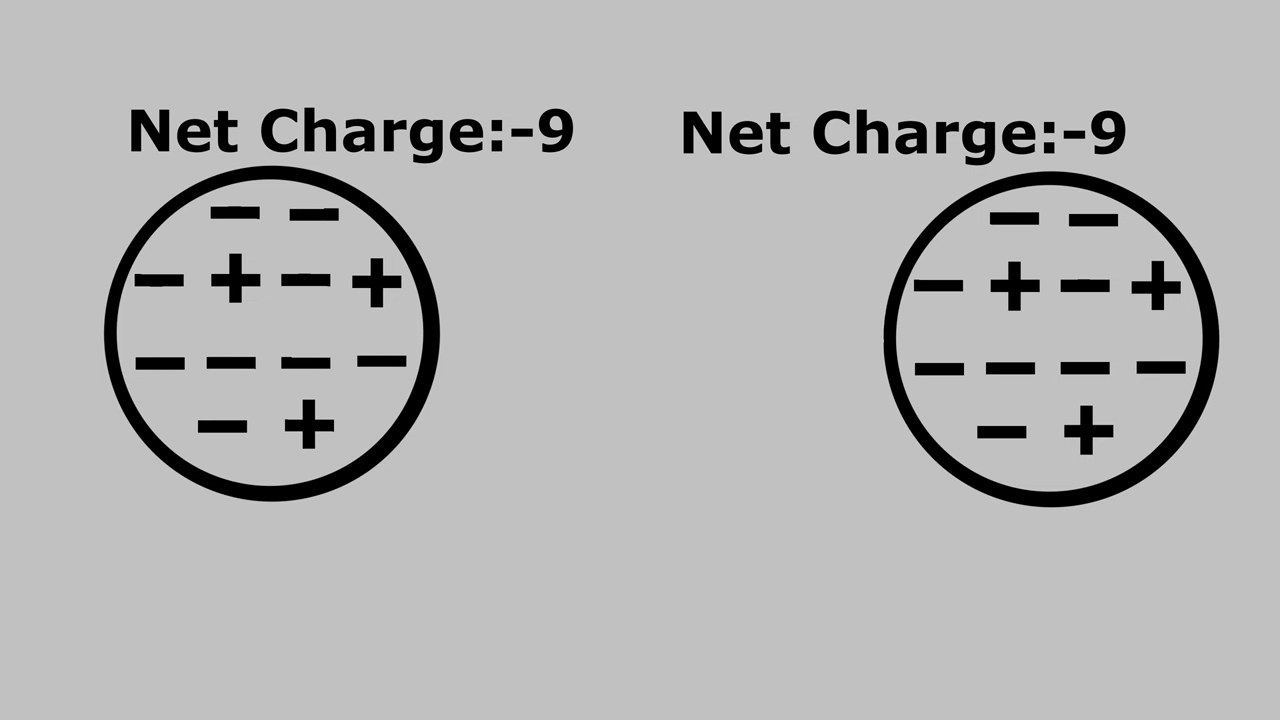 Net Charge:-9 Net Charge:-9
− −
− + − +
− − − −
− +
− −
− + − +
− − − −
− +